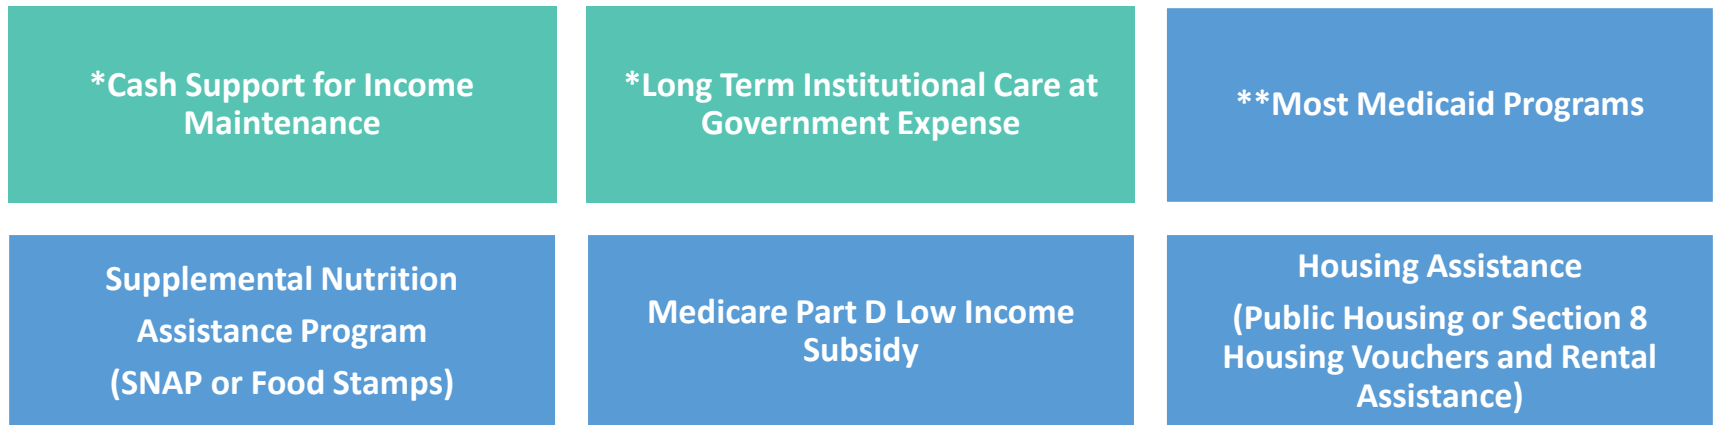 *Cash Support for Income
Maintenance
*Long Term Institutional Care at
Government Expense
**Most Medicaid Programs
Supplemental Nutrition
Assistance Program
(SNAP or Food Stamps)
Medicare Part D Low Income
Subsidy
Housing Assistance
(Public Housing or Section 8
Housing Vouchers and Rental
Assistance)